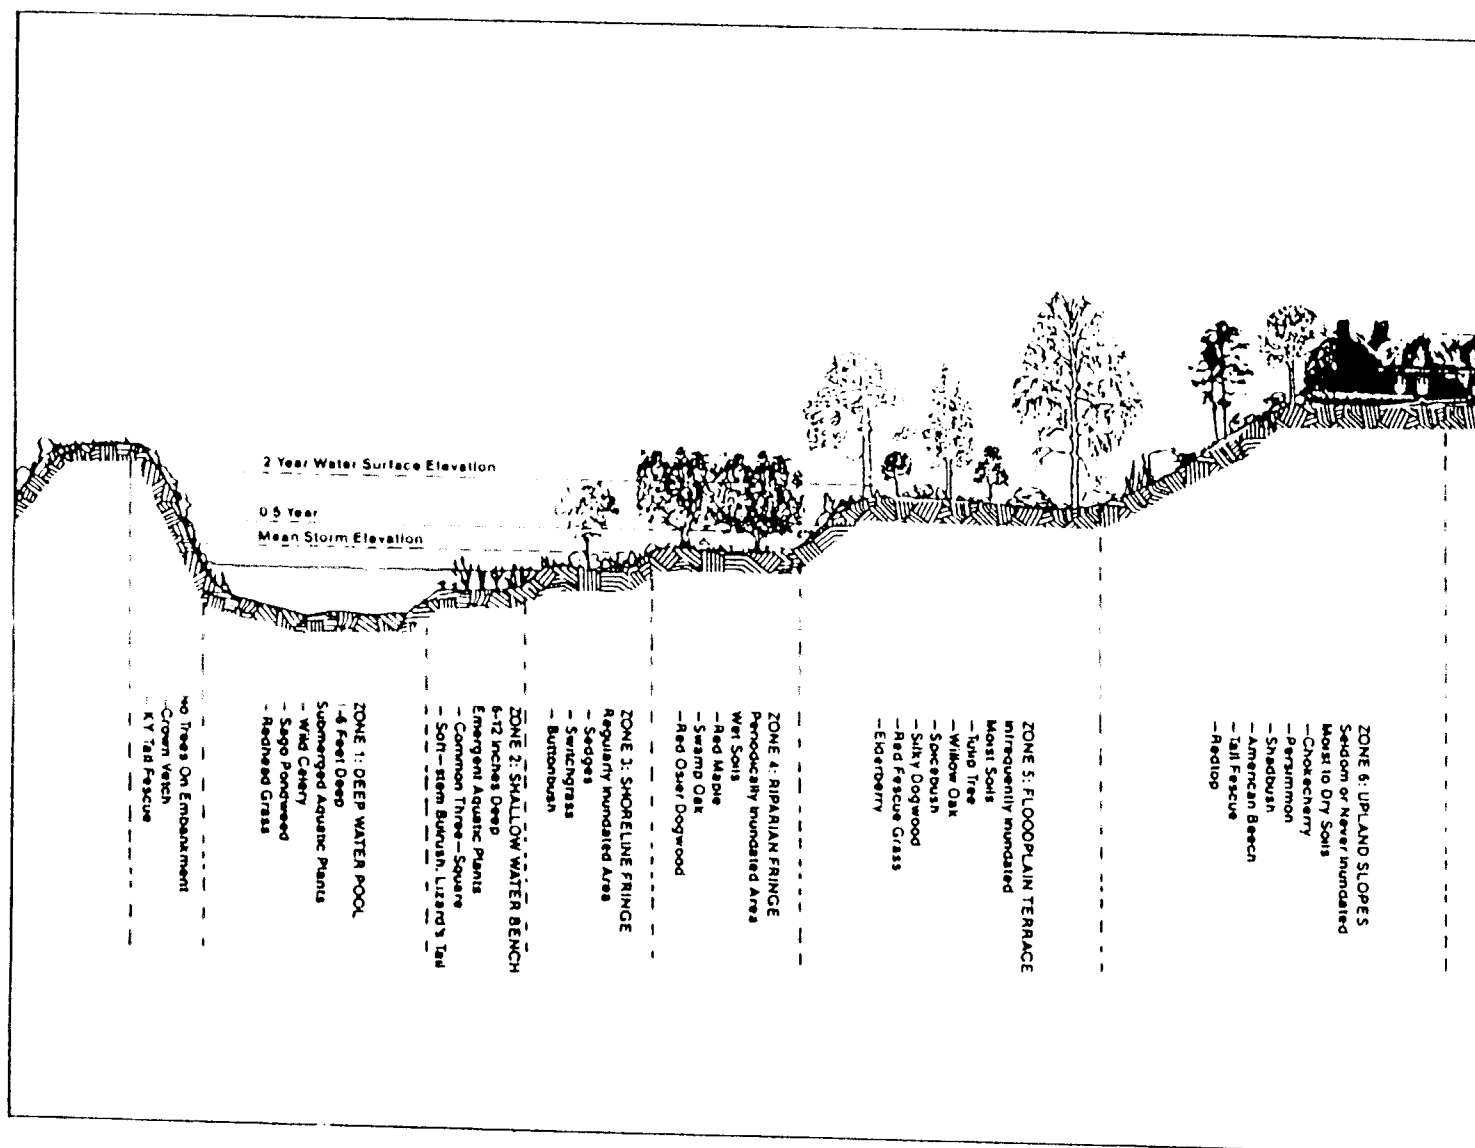 2 Year Water Surface Elevation
0.5 Year
Mean Storm Elevation
No Trees On Embankment
-Crown Vetch
-KY Tall Fescue
ZONE 1: DEEP WATER POOL
1-6 Feet Deep
Submerged Aquatic Plants
- Wild Celery
- Sago Pondweed
- Redhead Grass
ZONE 2: SHALLOW WATER BENCH
6-12 Inches Deep
Emergent Aquatic Plants
- Common Three-Square
- Soft-stem Bulrush, Lizard's Tail
ZONE 3: SHORELINE FRINGE
Regularly Inundated Area
- Sedges
- Switchgrass
- Buttonbush
ZONE 4: RIPARIAN FRINGE
Periodically Inundated Area
Wet Soils
-Red Maple
-Swamp Oak
-Red Osier Dogwood
ZONE 5: FLOODPLAIN TERRACE
Infrequently Inundated
Moist Soils
-Tulip Tree
-Willow Oak
-Spicebush
-Silky Dogwood
-Red Fescue Grass
-Elderberry
ZONE 6: UPLAND SLOPES
Seldom or Never Inundated
Moist to Dry Soils
-Chokecherry
-Persimmon
-Shadbush
-American Beech
-Tall Fescue
-Redtop